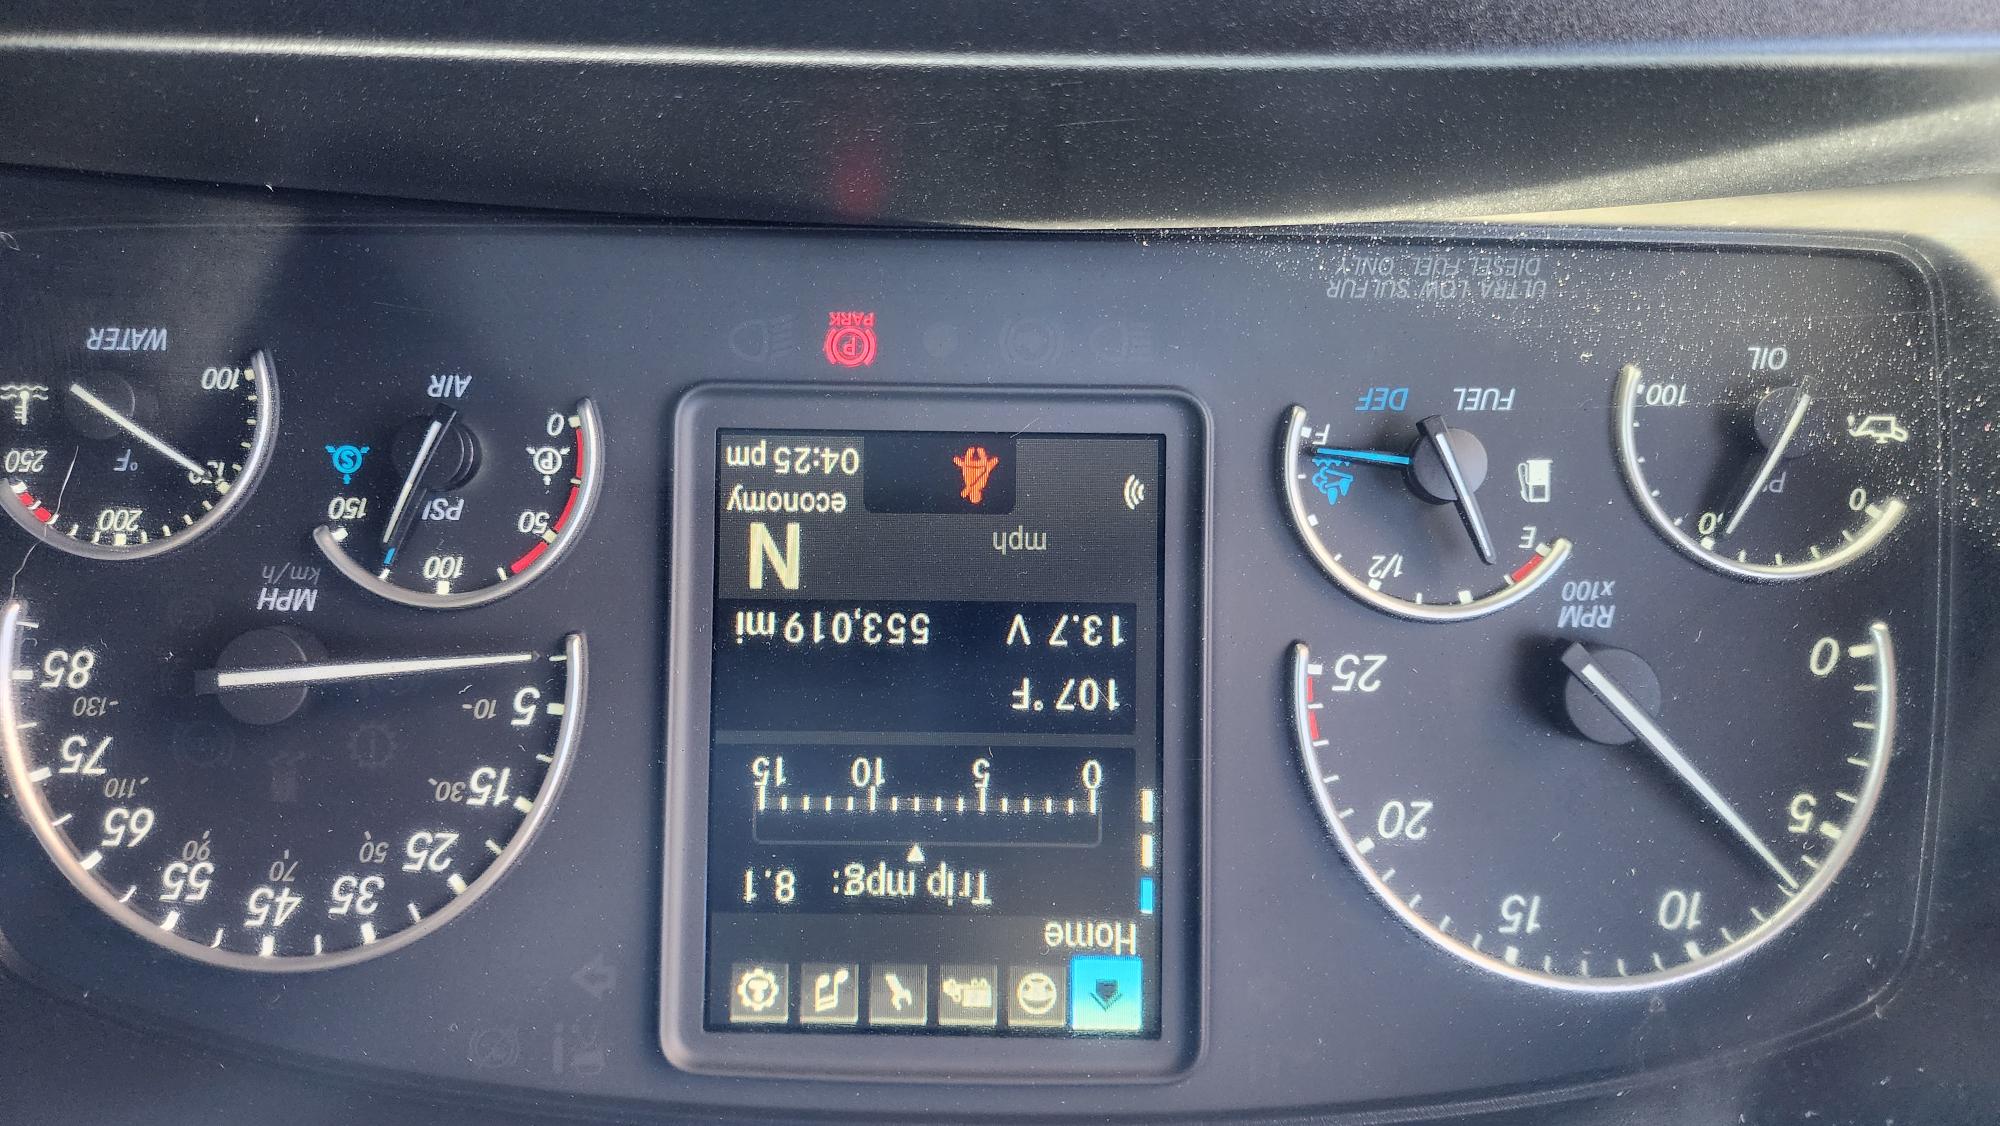 Home
Trip mpg: 8.1
0 5 10 15
107 °F
13.7 V 553,019 mi
mph
N
economy
04:25 pm
0
5
10
15
20
25
RPM
x100
5
10-
15
30-
25
50
35
70
45
90
55
65
-110
75
-130
85
MPH
km/h
0
100
OIL
E
1/2
F
FUEL DEF
ULTRA LOW SULFUR
DIESEL FUEL ONLY
PARK
0
50
100
150
PSI
AIR
100
200
250
°F
WATER